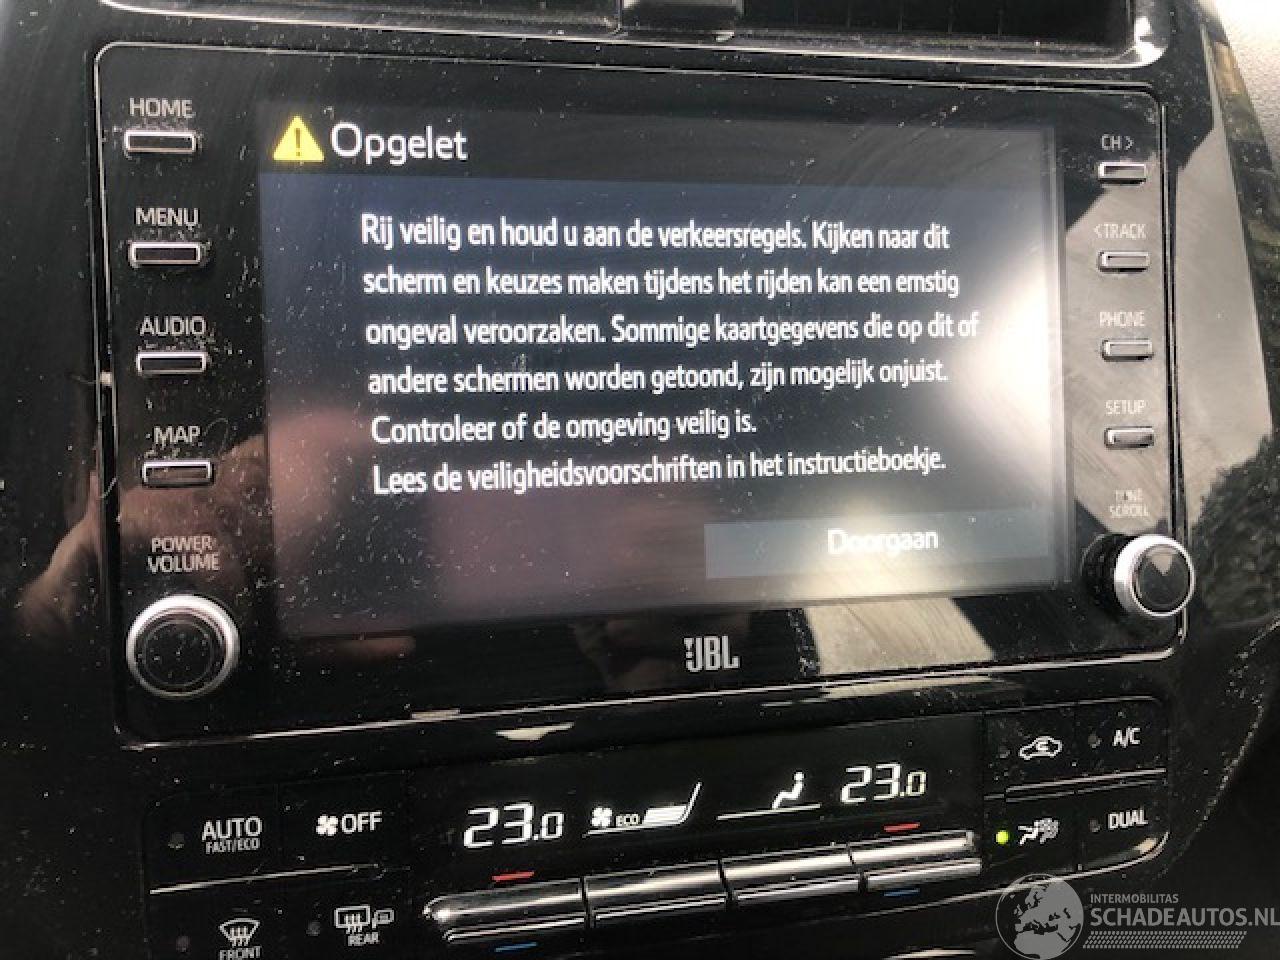 HOME
MENU
AUDIO
MAP
POWER
VOLUME
Opgelet
Rij veilig en houd u aan de verkeersregels. Kijken naar dit
scherm en keuzes maken tijdens het rijden kan een ernstig
ongeval veroorzaken. Sommige kaartgegevens die op dit of
andere schermen worden getoond, zijn mogelijk onjuist.
Controleer of de omgeving veilig is.
Lees de veiligheidsvoorschriften in het instructieboekje.
Doorgaan
CH >
< TRACK
PHONE
SETUP
TUNE
SCROLL
JBL
A/C
AUTO
FAST/ECO
OFF
23.0
ECO
23.0
DUAL
FRONT
REAR
INTERMOBILITAS
SCHADEAUTOS.NL